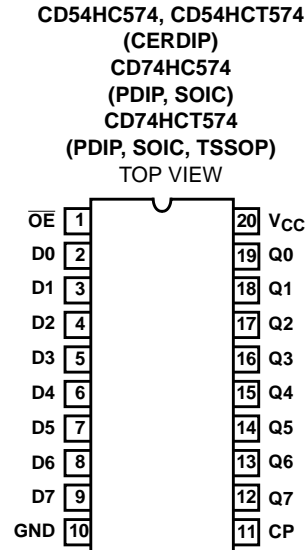 CD54HC574, CD54HCT574
(CERDIP)
CD74HC574
(PDIP, SOIC)
CD74HCT574
(PDIP, SOIC, TSSOP)
TOP VIEW
OE 1 20 VCC
D0 2 19 Q0
D1 3 18 Q1
D2 4 17 Q2
D3 5 16 Q3
D4 6 15 Q4
D5 7 14 Q5
D6 8 13 Q6
D7 9 12 Q7
GND 10 11 CP